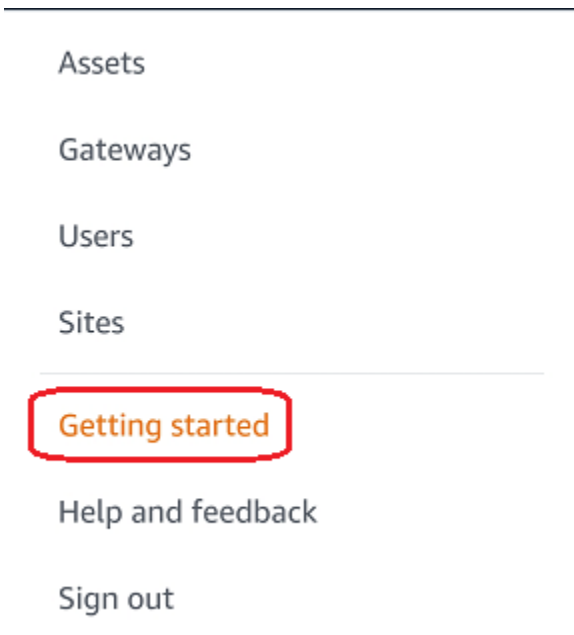 Assets
Gateways
Users
Sites
Getting started
Help and feedback
Sign out